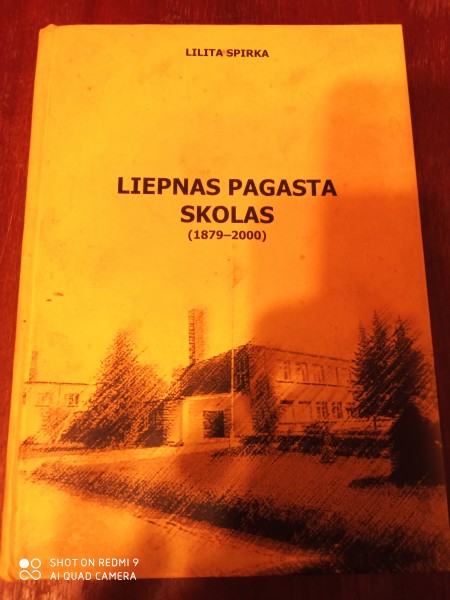 LILITA SPIRKA
LIEPNAS PAGASTA
SKOLAS
(1879–2000)
SHOT ON REDMI 9
AI QUAD CAMERA